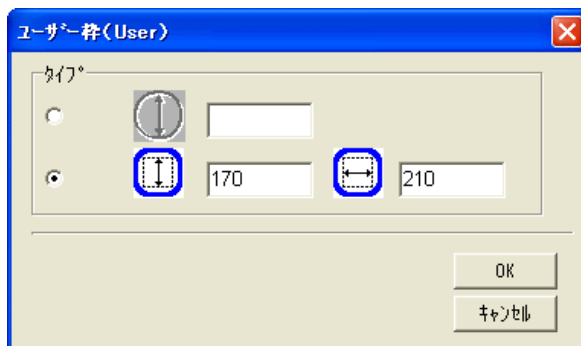 ﾕｰｻﾞｰ枠(User)
ﾀｲﾌﾟ
170 210
OK
ｷｬﾝｾﾙ